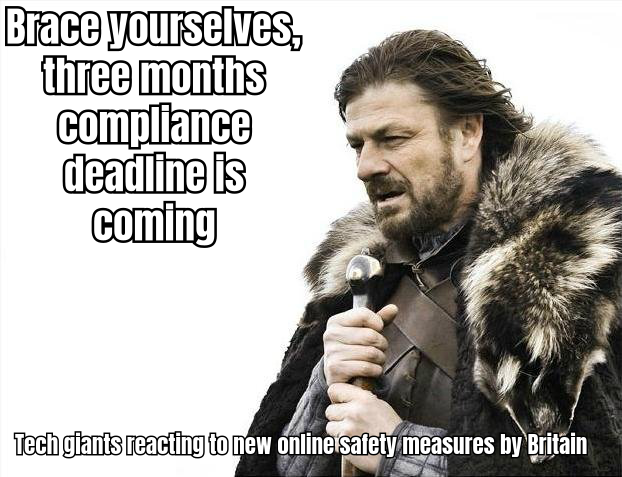 Brace yourselves,
three months
compliance
deadline is
coming
Tech giants reacting to new online safety measures by Britain